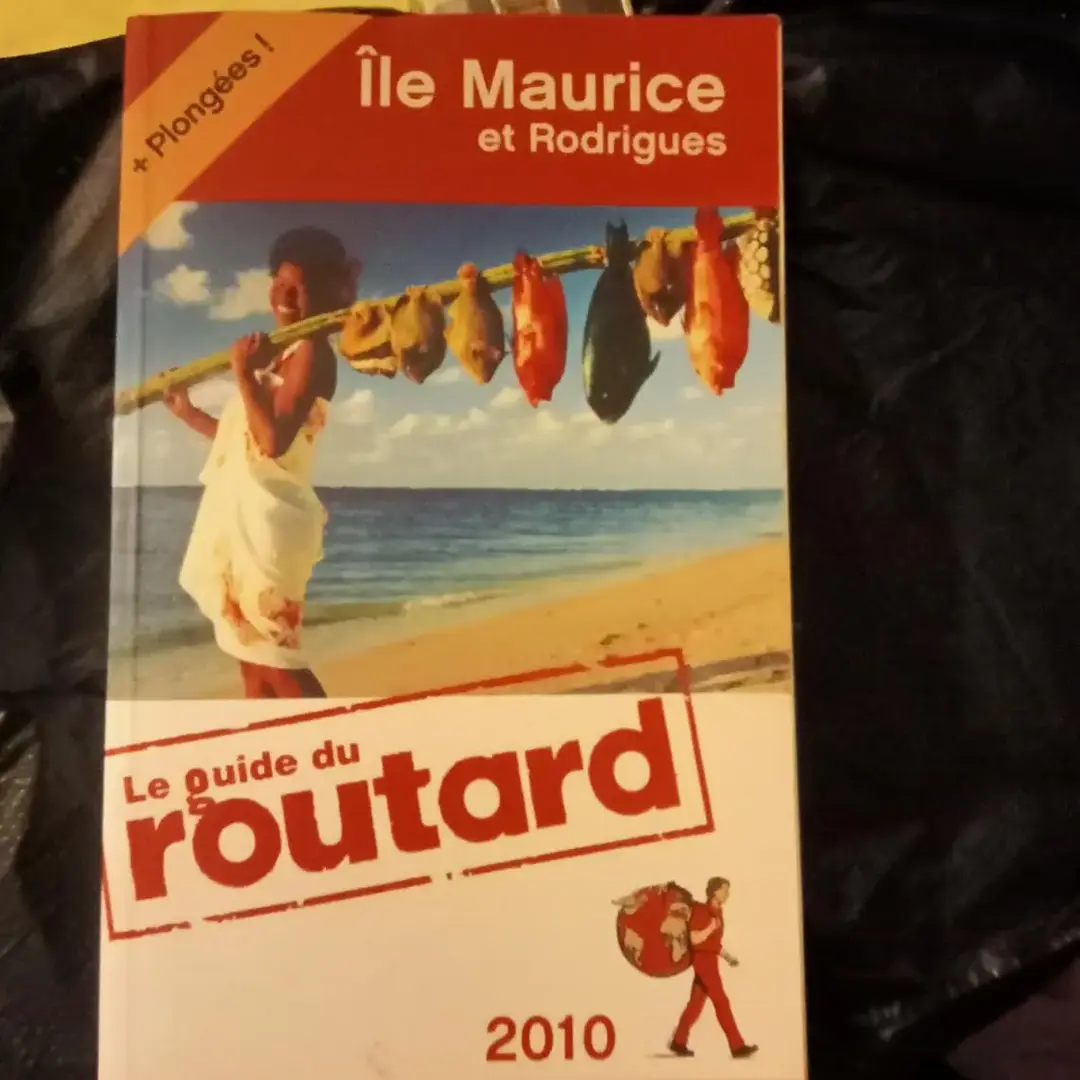 + Plongées !
Île Maurice
et Rodrigues
Le guide du
routard
2010